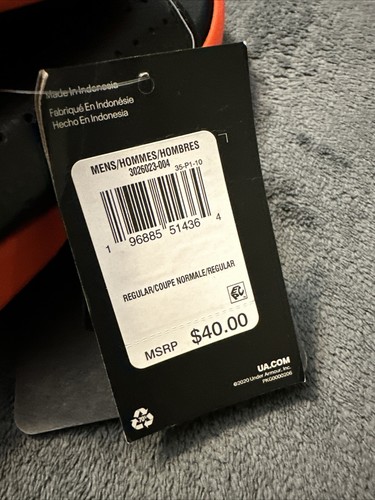 Made In Indonesia
Fabriqué En Indonésie
Hecho En Indonesia
MENS/HOMMES/HOMBRES
3026023-004 35-P1-10
1 96885 51436 4
REGULAR/COUPE NORMALE/REGULAR
MSRP $40.00
UA.COM
©2020 Under Armour, Inc.
PKG0000208